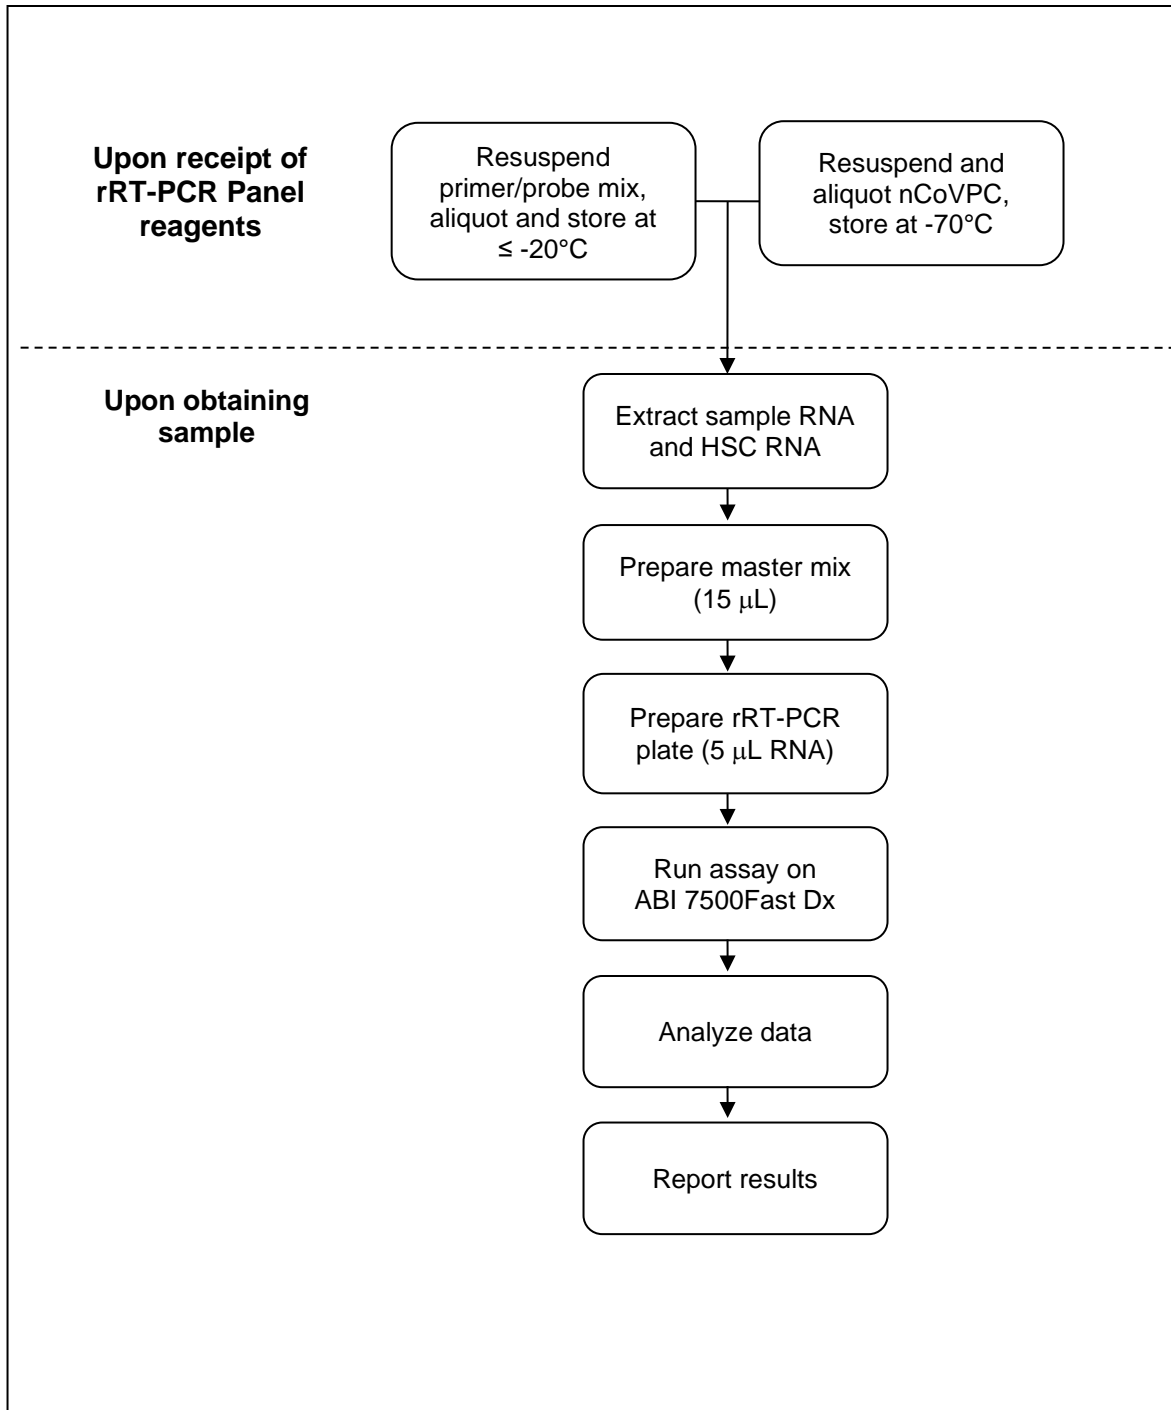 Upon receipt of
rRT-PCR Panel
reagents
Resuspend
primer/probe mix,
aliquot and store at
≤ -20°C
Resuspend and
aliquot nCoVPC,
store at -70°C
Upon obtaining
sample
Extract sample RNA
and HSC RNA
Prepare master mix
(15 μL)
Prepare rRT-PCR
plate (5 μL RNA)
Run assay on
ABI 7500Fast Dx
Analyze data
Report results